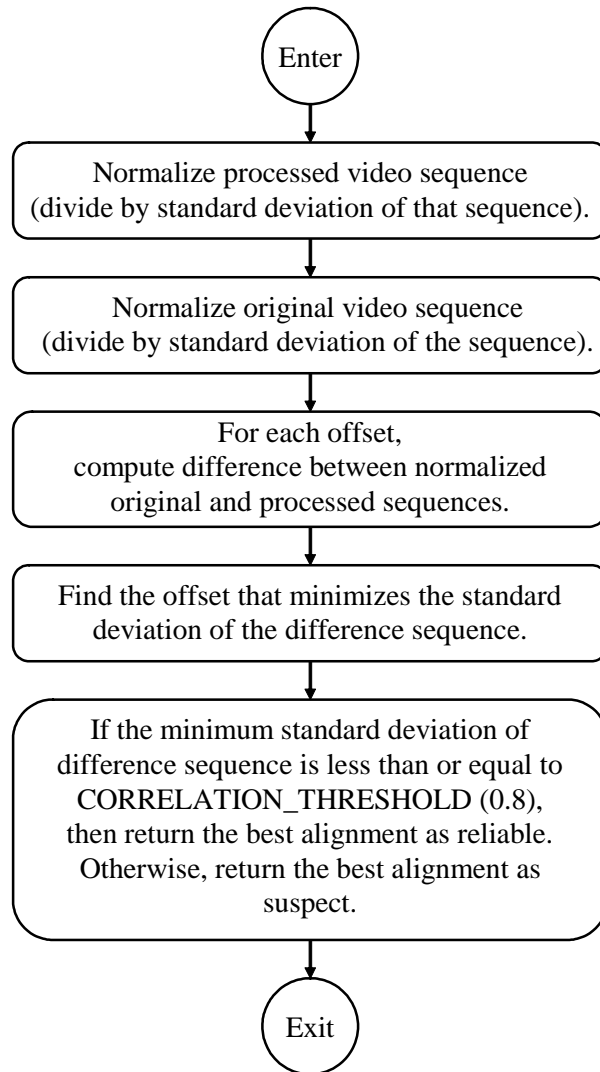 Enter
Normalize processed video sequence
(divide by standard deviation of that sequence).
Normalize original video sequence
(divide by standard deviation of the sequence).
For each offset,
compute difference between normalized
original and processed sequences.
Find the offset that minimizes the standard
deviation of the difference sequence.
If the minimum standard deviation of
difference sequence is less than or equal to
CORRELATION_THRESHOLD (0.8),
then return the best alignment as reliable.
Otherwise, return the best alignment as
suspect.
Exit